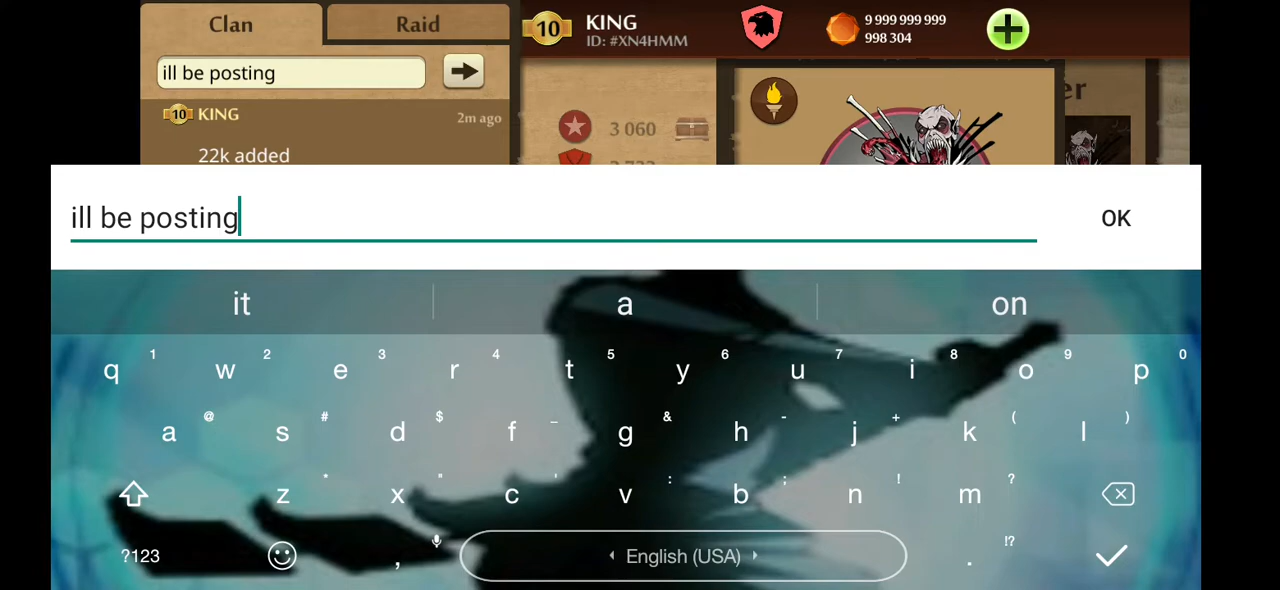 Clan
Raid
10 KING
ID: #XN4HMM
9 999 999 999
998 304
ill be posting
10 KING
2m ago
22k added
3 060
er
ill be posting
OK
it a on
1 2 3 4 5 6 7 8 9 0
q w e r t y u i o p
@ # $ _ & - + ( )
a s d f g h j k l
* " ' : ; ! ?
z x c v b n m
?123 , English (USA) . !?